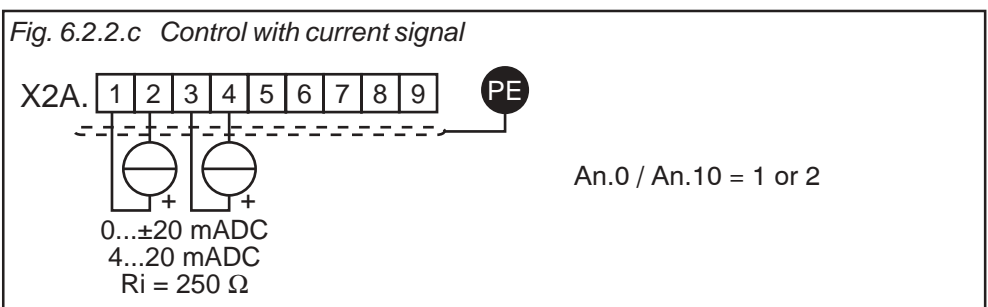 Fig. 6.2.2.c Control with current signal
X2A. 1 2 3 4 5 6 7 8 9 PE
An.0 / An.10 = 1 or 2
+ +
0...±20 mADC
4...20 mADC
Ri = 250 Ω